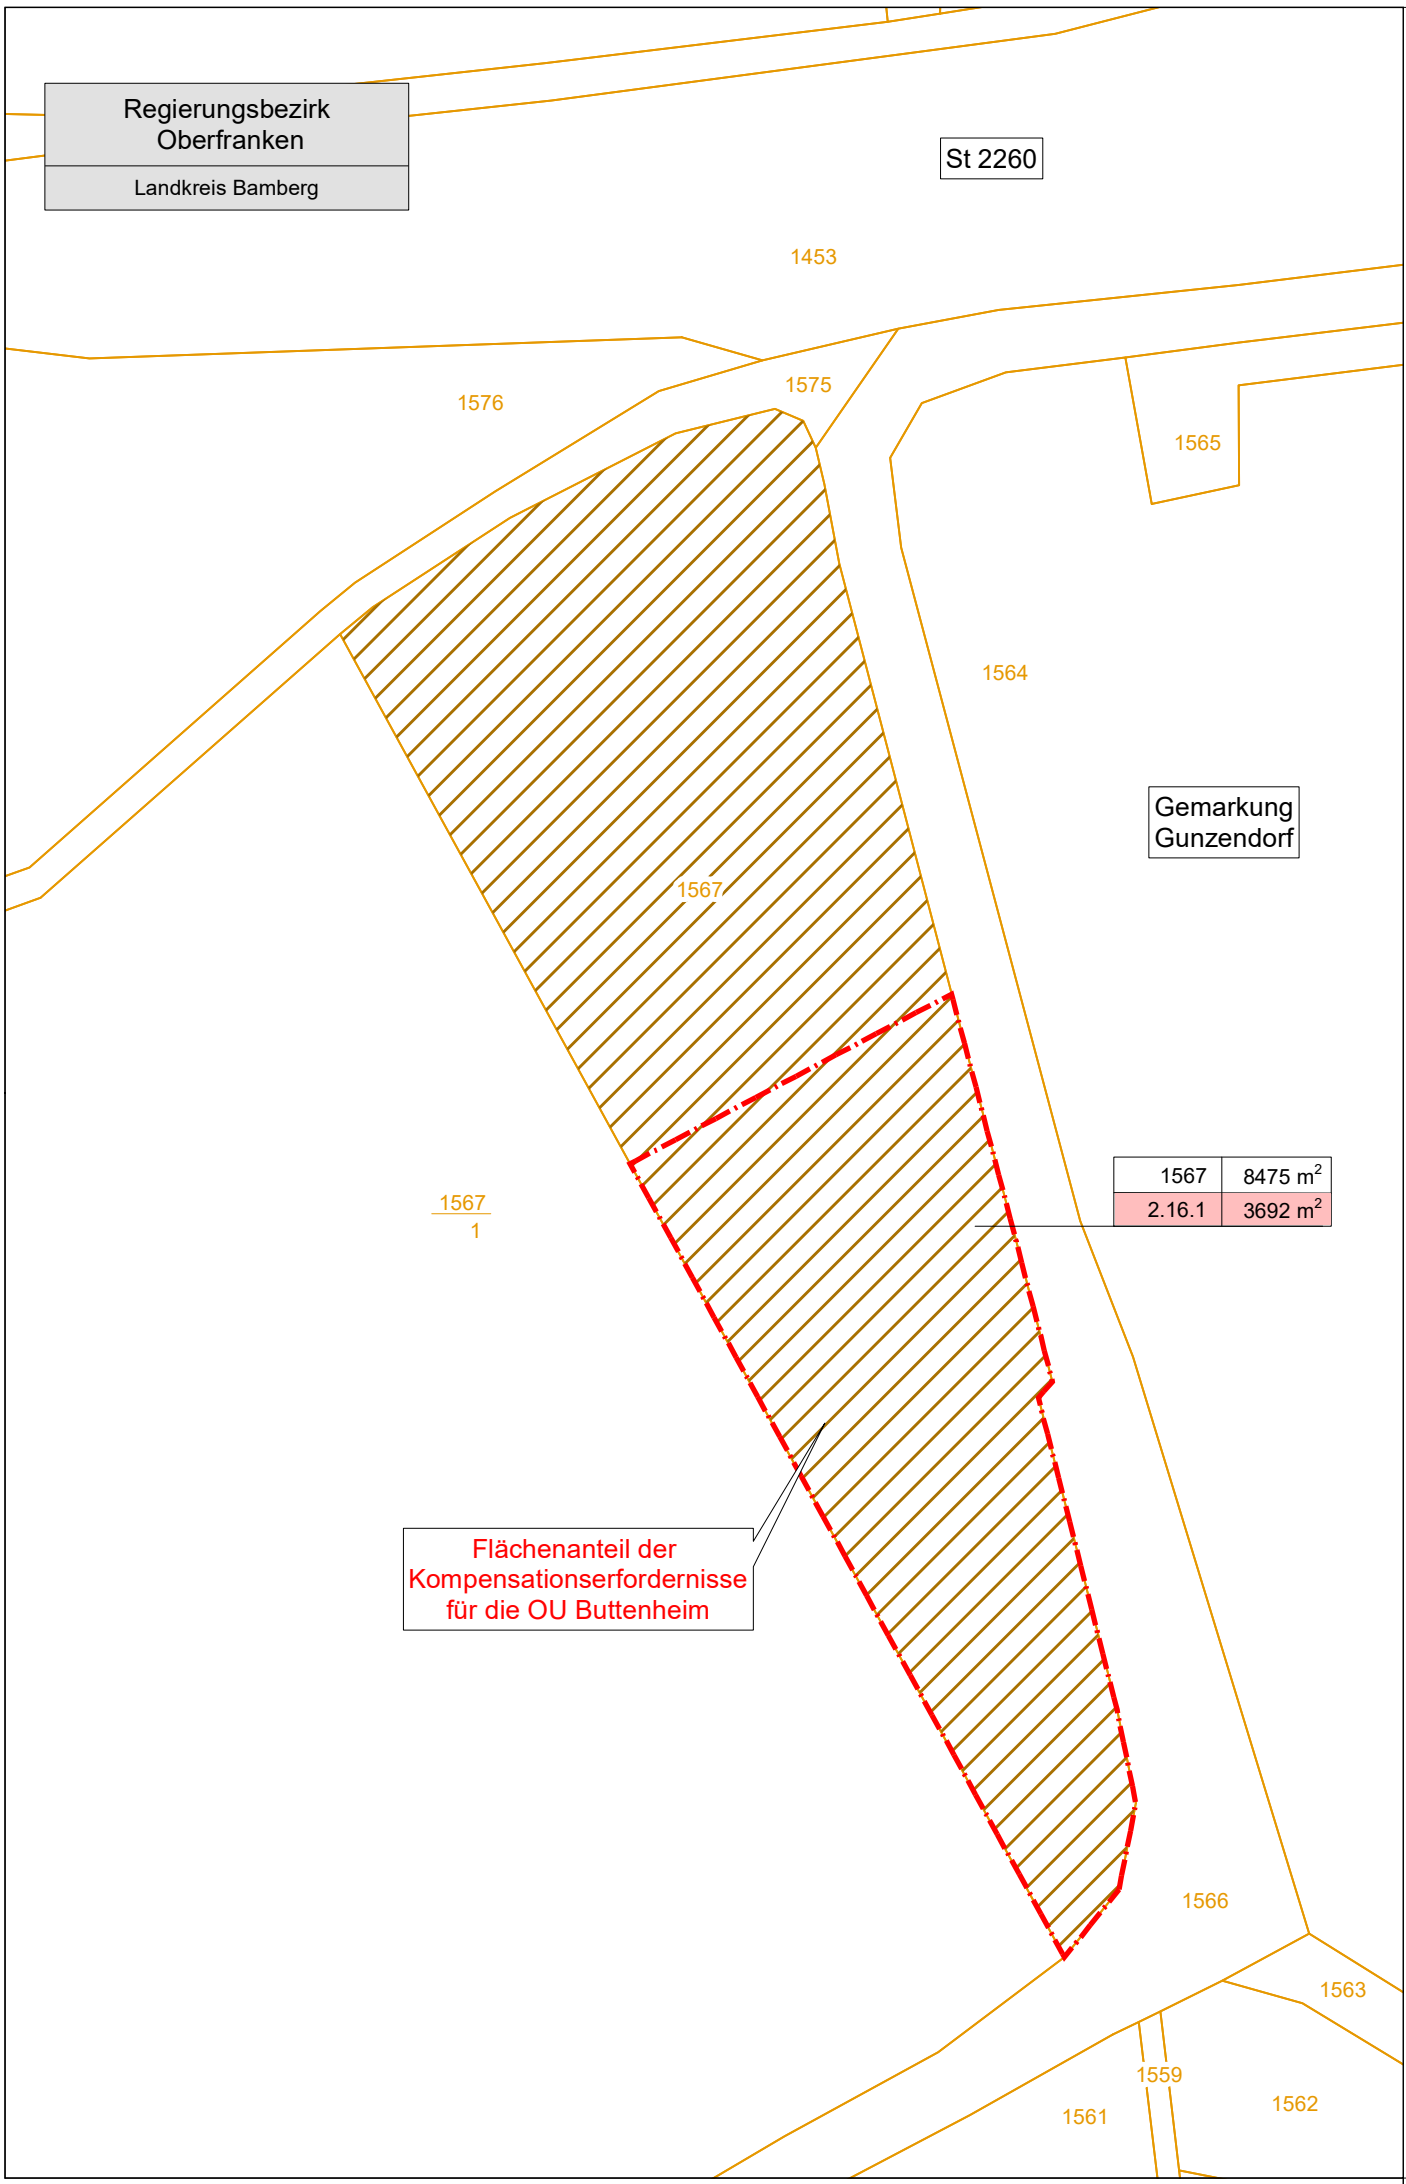 Regierungsbezirk
Oberfranken
Landkreis Bamberg
St 2260
1453
1576
1575
1565
1564
Gemarkung
Gunzendorf
1567
1567 8475 m²
2.16.1 3692 m²
1567
1
Flächenanteil der
Kompensationserfordernisse
für die OU Buttenheim
1566
1563
1559
1561
1562